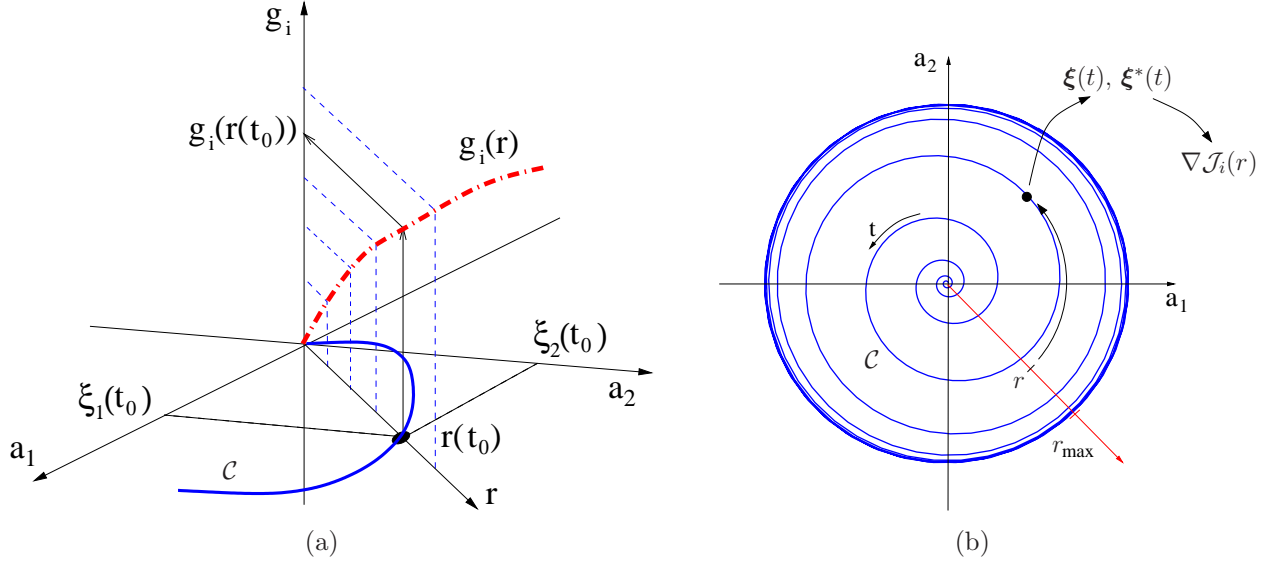 g_i
g_i(r(t_0))
g_i(r)
ξ_2(t_0)
ξ_1(t_0)
a_2
a_1
r(t_0)
𝒞
r
(a)
a_2
ξ(t), ξ*(t)
∇𝒥_i(r)
t
a_1
𝒞
r
r_max
(b)